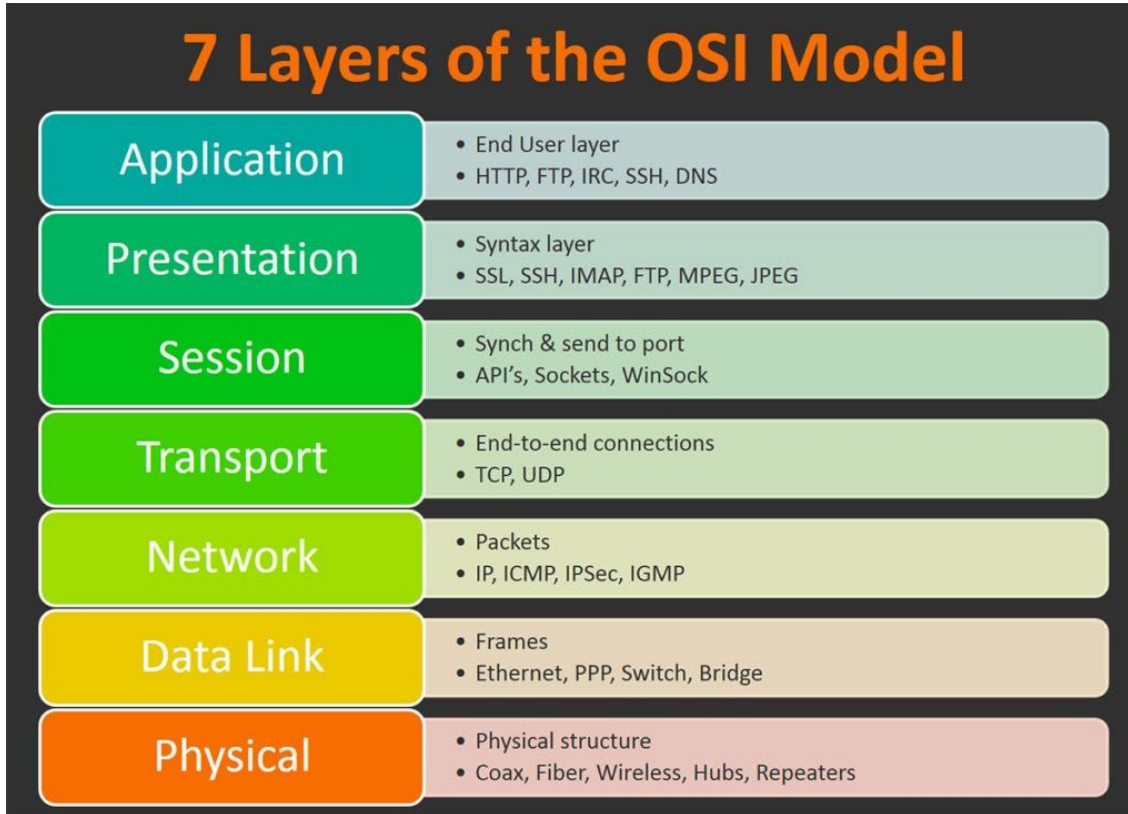 7 Layers of the OSI Model
Application
• End User layer
• HTTP, FTP, IRC, SSH, DNS
Presentation
• Syntax layer
• SSL, SSH, IMAP, FTP, MPEG, JPEG
Session
• Synch & send to port
• API's, Sockets, WinSock
Transport
• End-to-end connections
• TCP, UDP
Network
• Packets
• IP, ICMP, IPSec, IGMP
Data Link
• Frames
• Ethernet, PPP, Switch, Bridge
Physical
• Physical structure
• Coax, Fiber, Wireless, Hubs, Repeaters